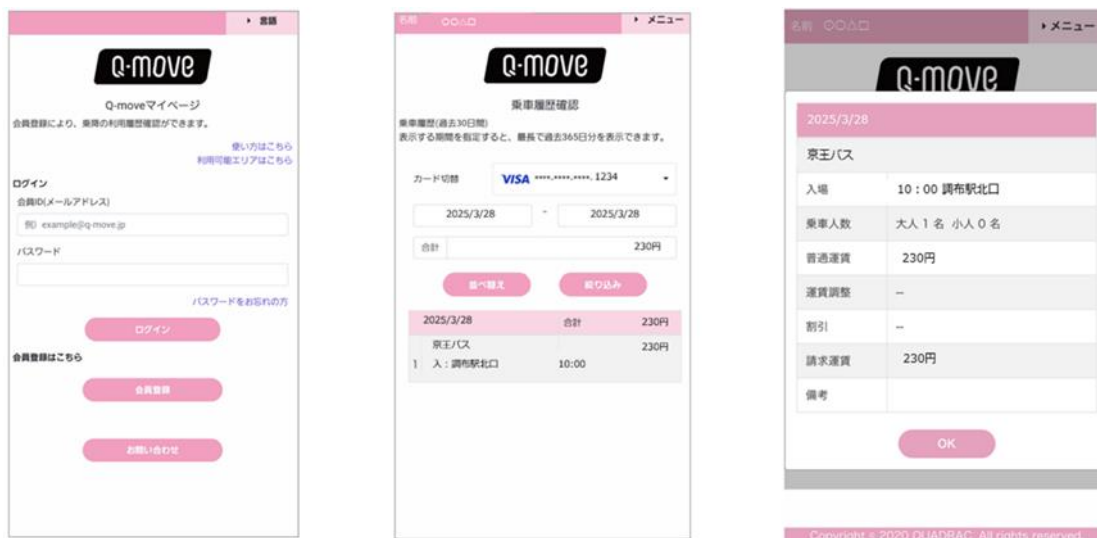 ▶ 言語
Q-move
Q-moveマイページ
会員登録により、乗降の利用履歴確認ができます。
使い方はこちら
利用可能エリアはこちら
ログイン
会員ID(メールアドレス)
例) example@q-move.jp
パスワード
パスワードをお忘れの方
ログイン
会員登録はこちら
会員登録
お問い合わせ
名前 〇〇△口
▶ メニュー
Q-move
乗車履歴確認
乗車履歴(過去30日間)
表示する期間を指定すると、最長で過去365日分を表示できます。
カード切替 VISA ****-****-****- 1234
2025/3/28 - 2025/3/28
合計 230円
並べ替え 絞り込み
2025/3/28 合計 230円
京王バス 230円
1 入:調布駅北口 10:00
名前 〇〇△口
▶ メニュー
Q-move
2025/3/28
京王バス
入場 10:00 調布駅北口
乗車人数 大人1名 小人0名
普通運賃 230円
運賃調整 --
割引 --
請求運賃 230円
備考
OK
Copyright © 2020 QUADRAC. All rights reserved.